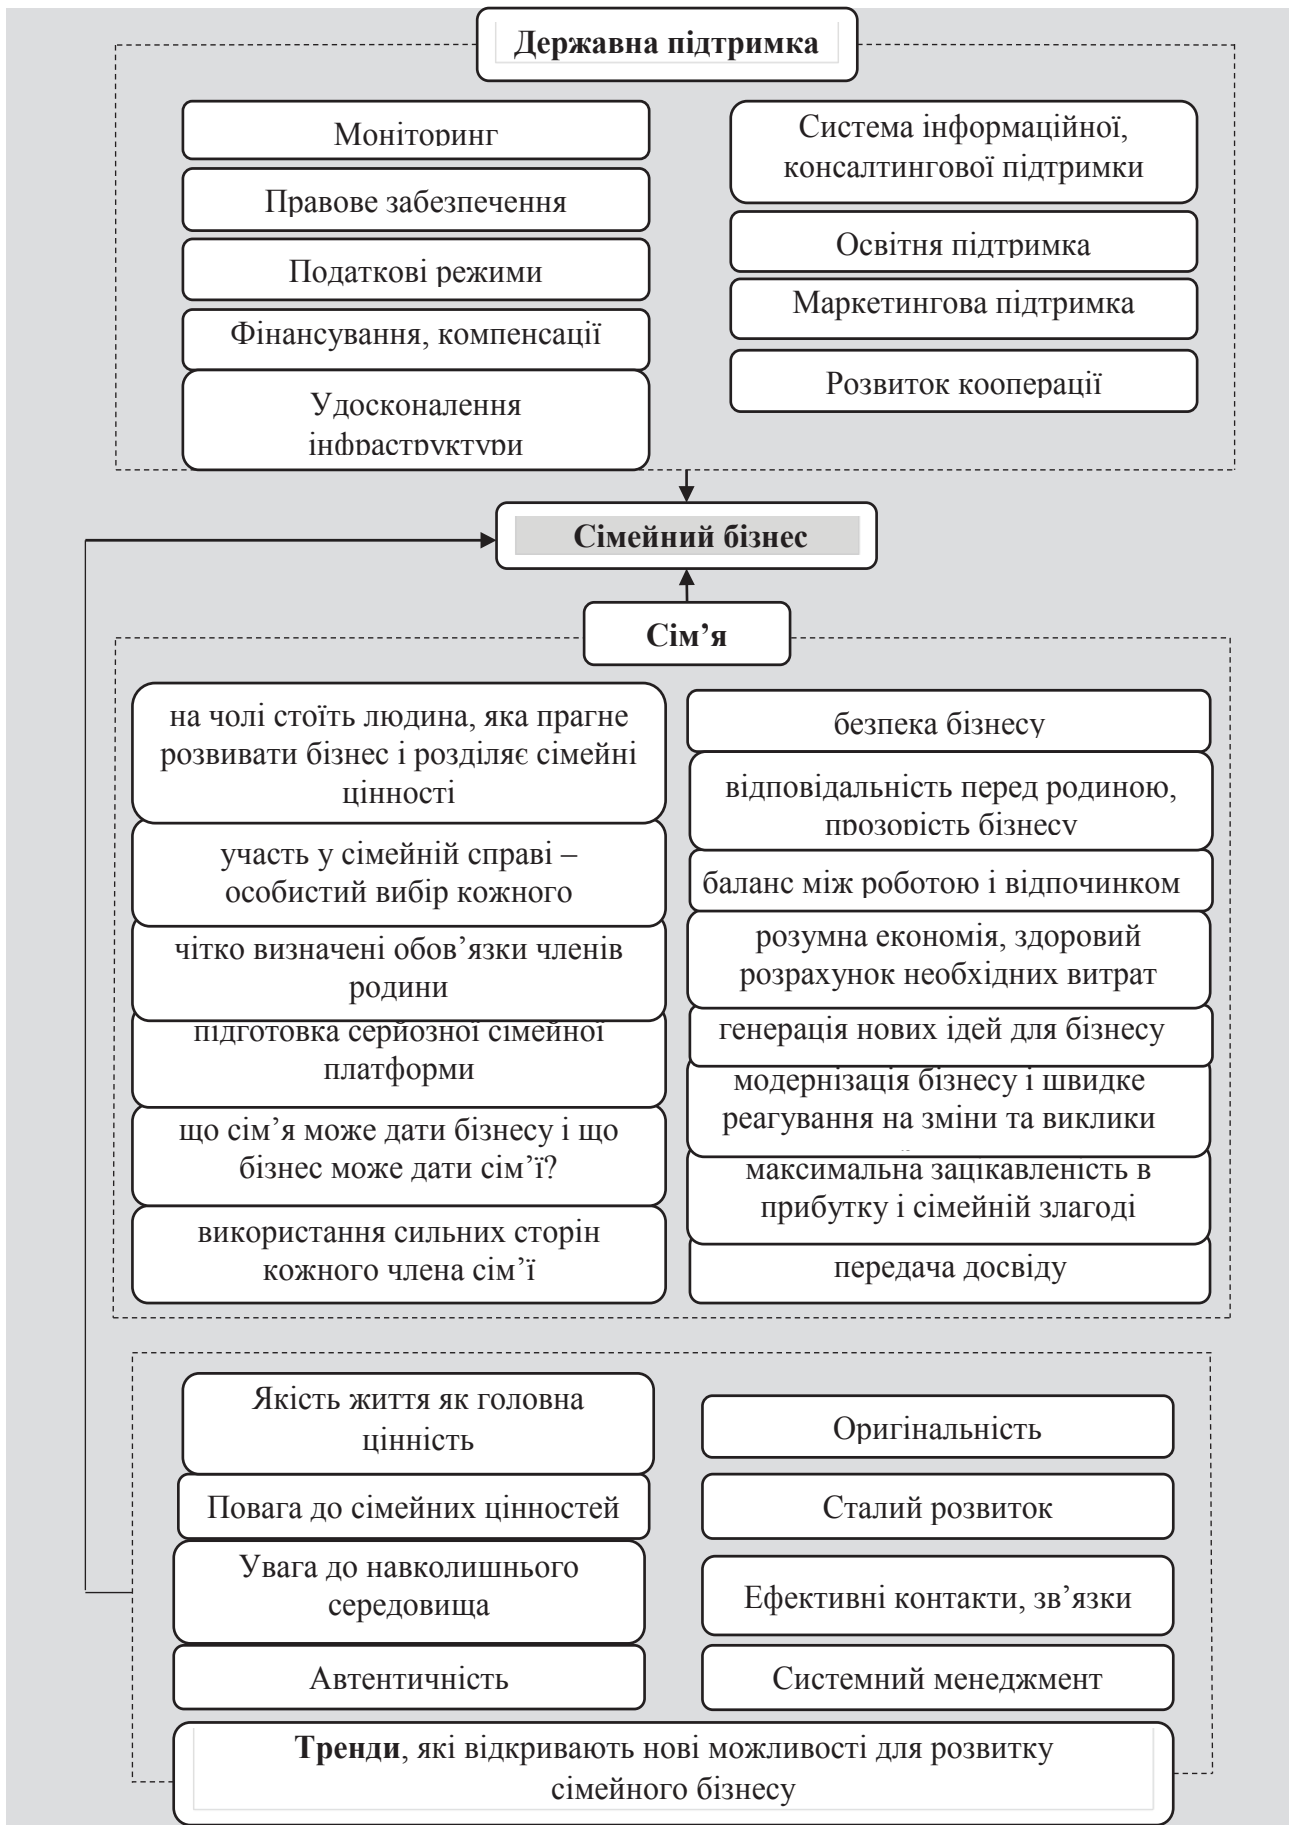 Державна підтримка
Моніторинг
Правове забезпечення
Податкові режими
Фінансування, компенсації
Удосконалення
інфраструктури
Система інформаційної,
консалтингової підтримки
Освітня підтримка
Маркетингова підтримка
Розвиток кооперації
Сімейний бізнес
Сім’я
на чолі стоїть людина, яка прагне
розвивати бізнес і розділяє сімейні
цінності
участь у сімейній справі –
особистий вибір кожного
чітко визначені обов’язки членів
родини
підготовка серйозної сімейної
платформи
що сім’я може дати бізнесу і що
бізнес може дати сім’ї?
використання сильних сторін
кожного члена сім’ї
безпека бізнесу
відповідальність перед родиною,
прозорість бізнесу
баланс між роботою і відпочинком
розумна економія, здоровий
розрахунок необхідних витрат
генерація нових ідей для бізнесу
модернізація бізнесу і швидке
реагування на зміни та виклики
максимальна зацікавленість в
прибутку і сімейній злагоді
передача досвіду
Якість життя як головна
цінність
Повага до сімейних цінностей
Увага до навколишнього
середовища
Автентичність
Оригінальність
Сталий розвиток
Ефективні контакти, зв’язки
Системний менеджмент
Тренди, які відкривають нові можливості для розвитку
сімейного бізнесу